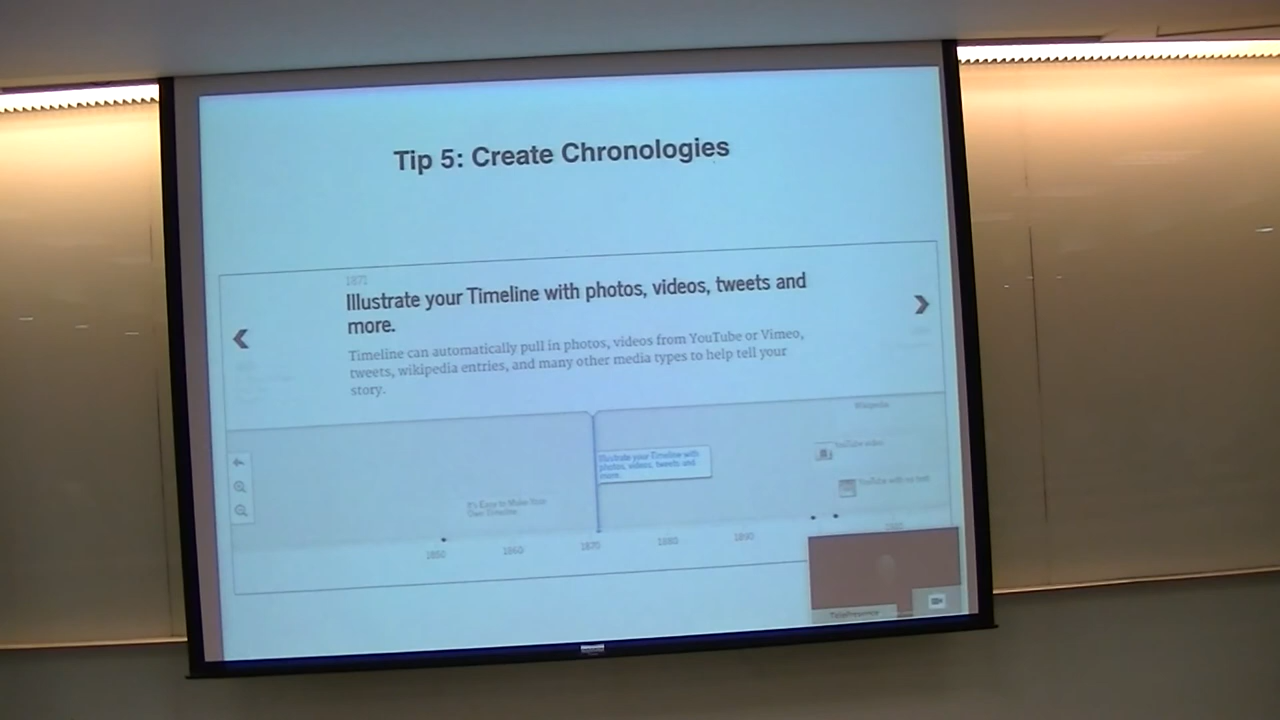 Tip 5: Create Chronologies
1871
Illustrate your Timeline with photos, videos, tweets and
more.
Timeline can automatically pull in photos, videos from YouTube or Vimeo,
tweets, wikipedia entries, and many other media types to help tell your
story.
Wikipedia
YouTube video
Illustrate your Timeline with
photos, videos, tweets and
more.
YouTube with no text
It's Easy to Make Your
Own Timeline
1850
1860
1870
1880
1890
1910
TelePresence